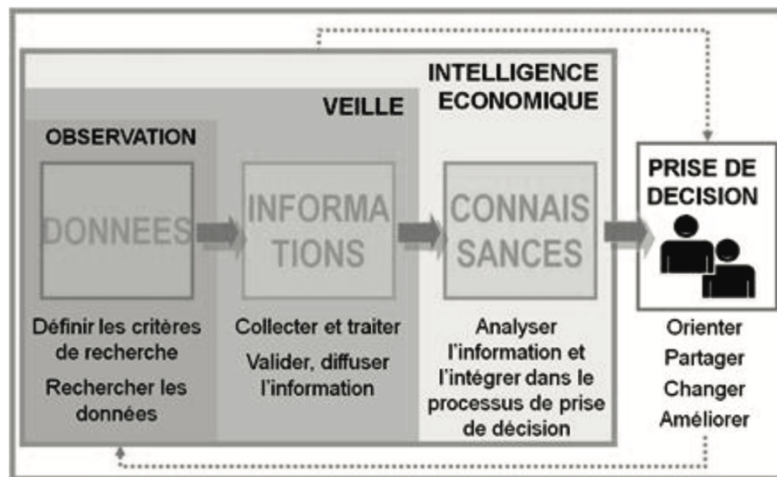 INTELLIGENCE
ECONOMIQUE
VEILLE
OBSERVATION
DONNEES
INFORMA
TIONS
CONNAIS
SANCES
PRISE DE
DECISION
Définir les critères
de recherche
Rechercher les
données
Collecter et traiter
Valider, diffuser
l'information
Analyser
l'information et
l'intégrer dans le
processus de prise
de décision
Orienter
Partager
Changer
Améliorer